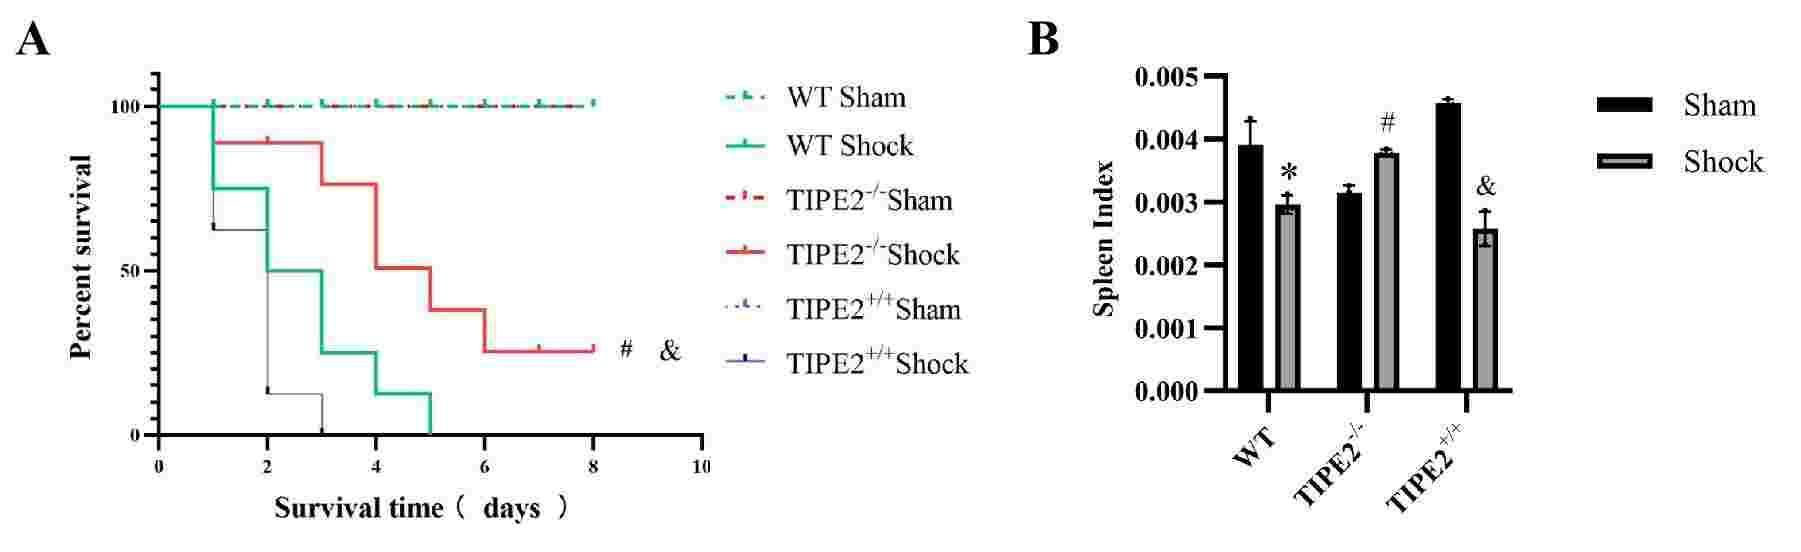 A
100
50
0
0 2 4 6 8 10
Percent survival
Survival time ( days )
WT Sham
WT Shock
TIPE2-/-Sham
TIPE2-/-Shock
TIPE2+/+Sham
TIPE2+/+Shock
# &
B
0.005
0.004
0.003
0.002
0.001
0.000
Spleen Index
*
#
&
WT
TIPE2-/-
TIPE2+/+
Sham
Shock